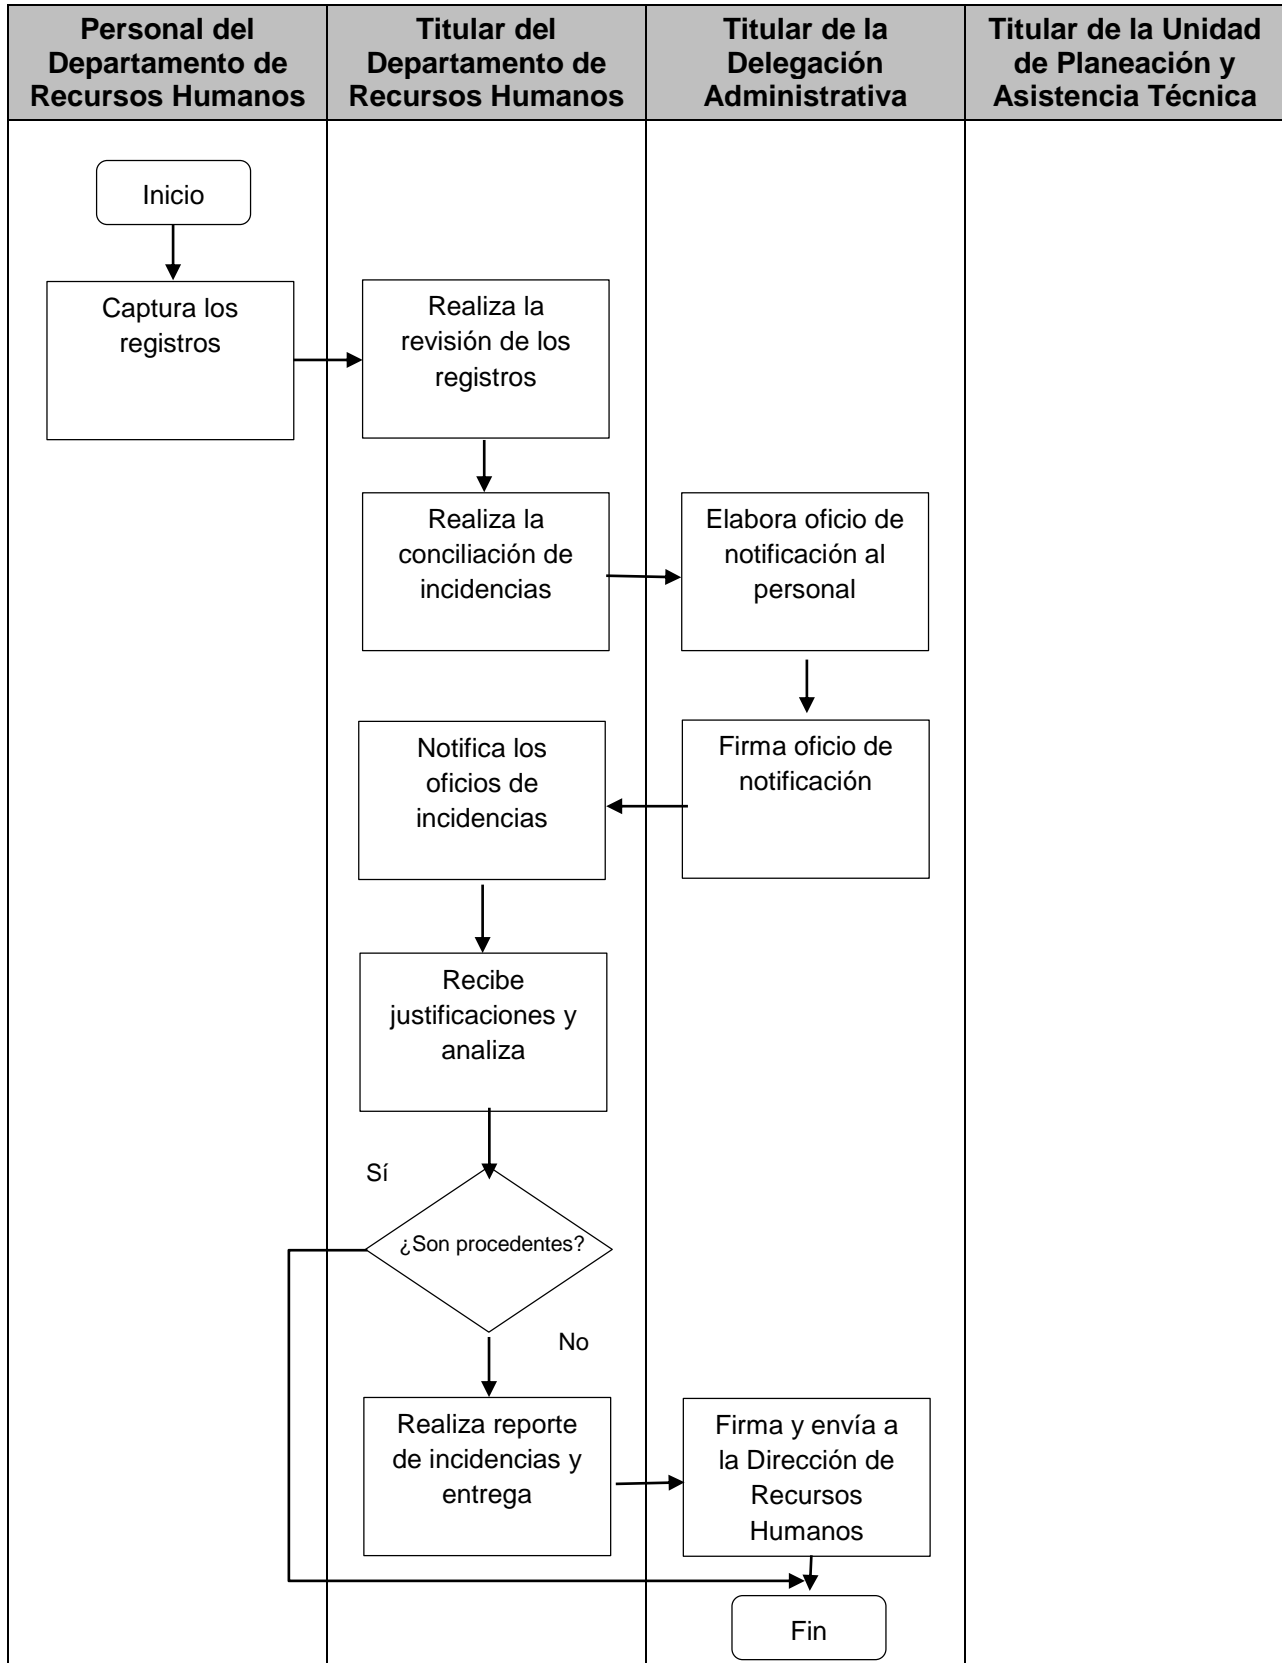 Personal del
Departamento de
Recursos Humanos
Titular del
Departamento de
Recursos Humanos
Titular de la
Delegación
Administrativa
Titular de la Unidad
de Planeación y
Asistencia Técnica
Inicio
Captura los
registros
Realiza la
revisión de los
registros
Realiza la
conciliación de
incidencias
Elabora oficio de
notificación al
personal
Firma oficio de
notificación
Notifica los
oficios de
incidencias
Recibe
justificaciones y
analiza
Sí
¿Son procedentes?
No
Realiza reporte
de incidencias y
entrega
Firma y envía a
la Dirección de
Recursos
Humanos
Fin